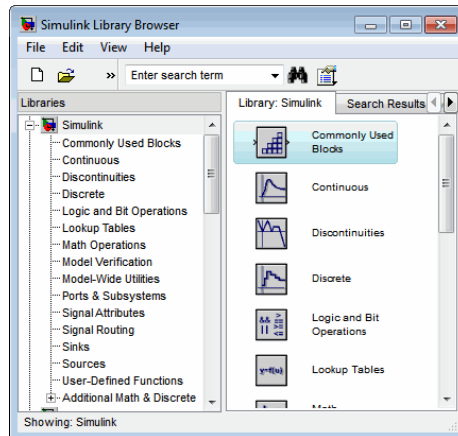 Simulink Library Browser
File Edit View Help
» Enter search term
Libraries
Library: Simulink Search Results
Simulink
Commonly Used Blocks
Continuous
Discontinuities
Discrete
Logic and Bit Operations
Lookup Tables
Math Operations
Model Verification
Model-Wide Utilities
Ports & Subsystems
Signal Attributes
Signal Routing
Sinks
Sources
User-Defined Functions
Additional Math & Discrete
Commonly Used
Blocks
Continuous
Discontinuities
Discrete
&& >=
|| <=
Logic and Bit
Operations
y=f(u)
Lookup Tables
Math
Showing: Simulink